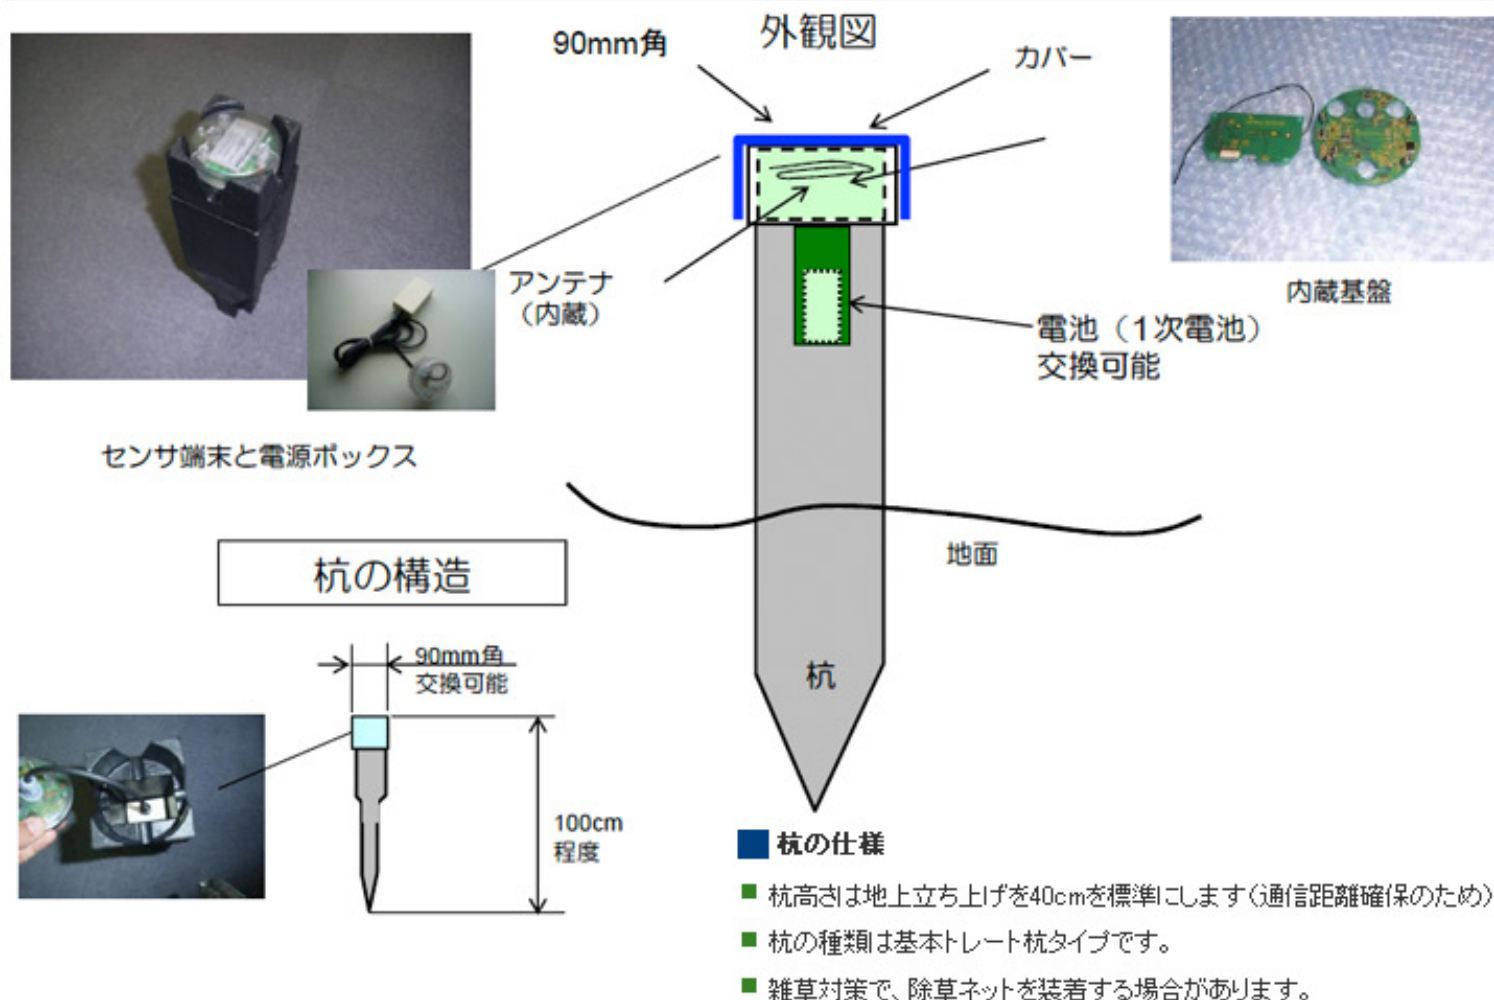 外観図
90mm角
カバー
アンテナ
（内蔵）
内蔵基盤
電池（1次電池）
交換可能
センサ端末と電源ボックス
地面
杭の構造
杭
90mm角
交換可能
100cm
程度
杭の仕様
杭高さは地上立ち上げを40cmを標準にします（通信距離確保のため）
杭の種類は基本トレート杭タイプです。
雑草対策で、除草ネットを装着する場合があります。